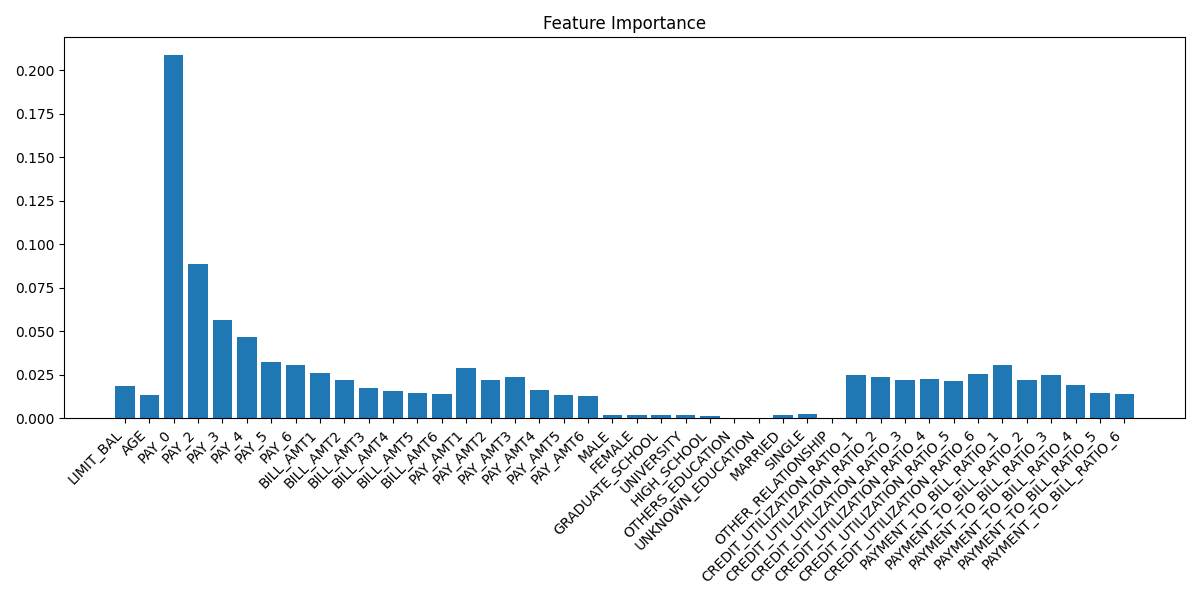 Feature Importance
0.200
0.175
0.150
0.125
0.100
0.075
0.050
0.025
0.000
LIMIT_BAL
AGE
PAY_0
PAY_2
PAY_3
PAY_4
PAY_5
PAY_6
BILL_AMT1
BILL_AMT2
BILL_AMT3
BILL_AMT4
BILL_AMT5
BILL_AMT6
PAY_AMT1
PAY_AMT2
PAY_AMT3
PAY_AMT4
PAY_AMT5
PAY_AMT6
MALE
FEMALE
GRADUATE_SCHOOL
UNIVERSITY
HIGH_SCHOOL
OTHERS_EDUCATION
UNKNOWN_EDUCATION
MARRIED
SINGLE
OTHER_RELATIONSHIP
CREDIT_UTILIZATION_RATIO_1
CREDIT_UTILIZATION_RATIO_2
CREDIT_UTILIZATION_RATIO_3
CREDIT_UTILIZATION_RATIO_4
CREDIT_UTILIZATION_RATIO_5
CREDIT_UTILIZATION_RATIO_6
PAYMENT_TO_BILL_RATIO_1
PAYMENT_TO_BILL_RATIO_2
PAYMENT_TO_BILL_RATIO_3
PAYMENT_TO_BILL_RATIO_4
PAYMENT_TO_BILL_RATIO_5
PAYMENT_TO_BILL_RATIO_6